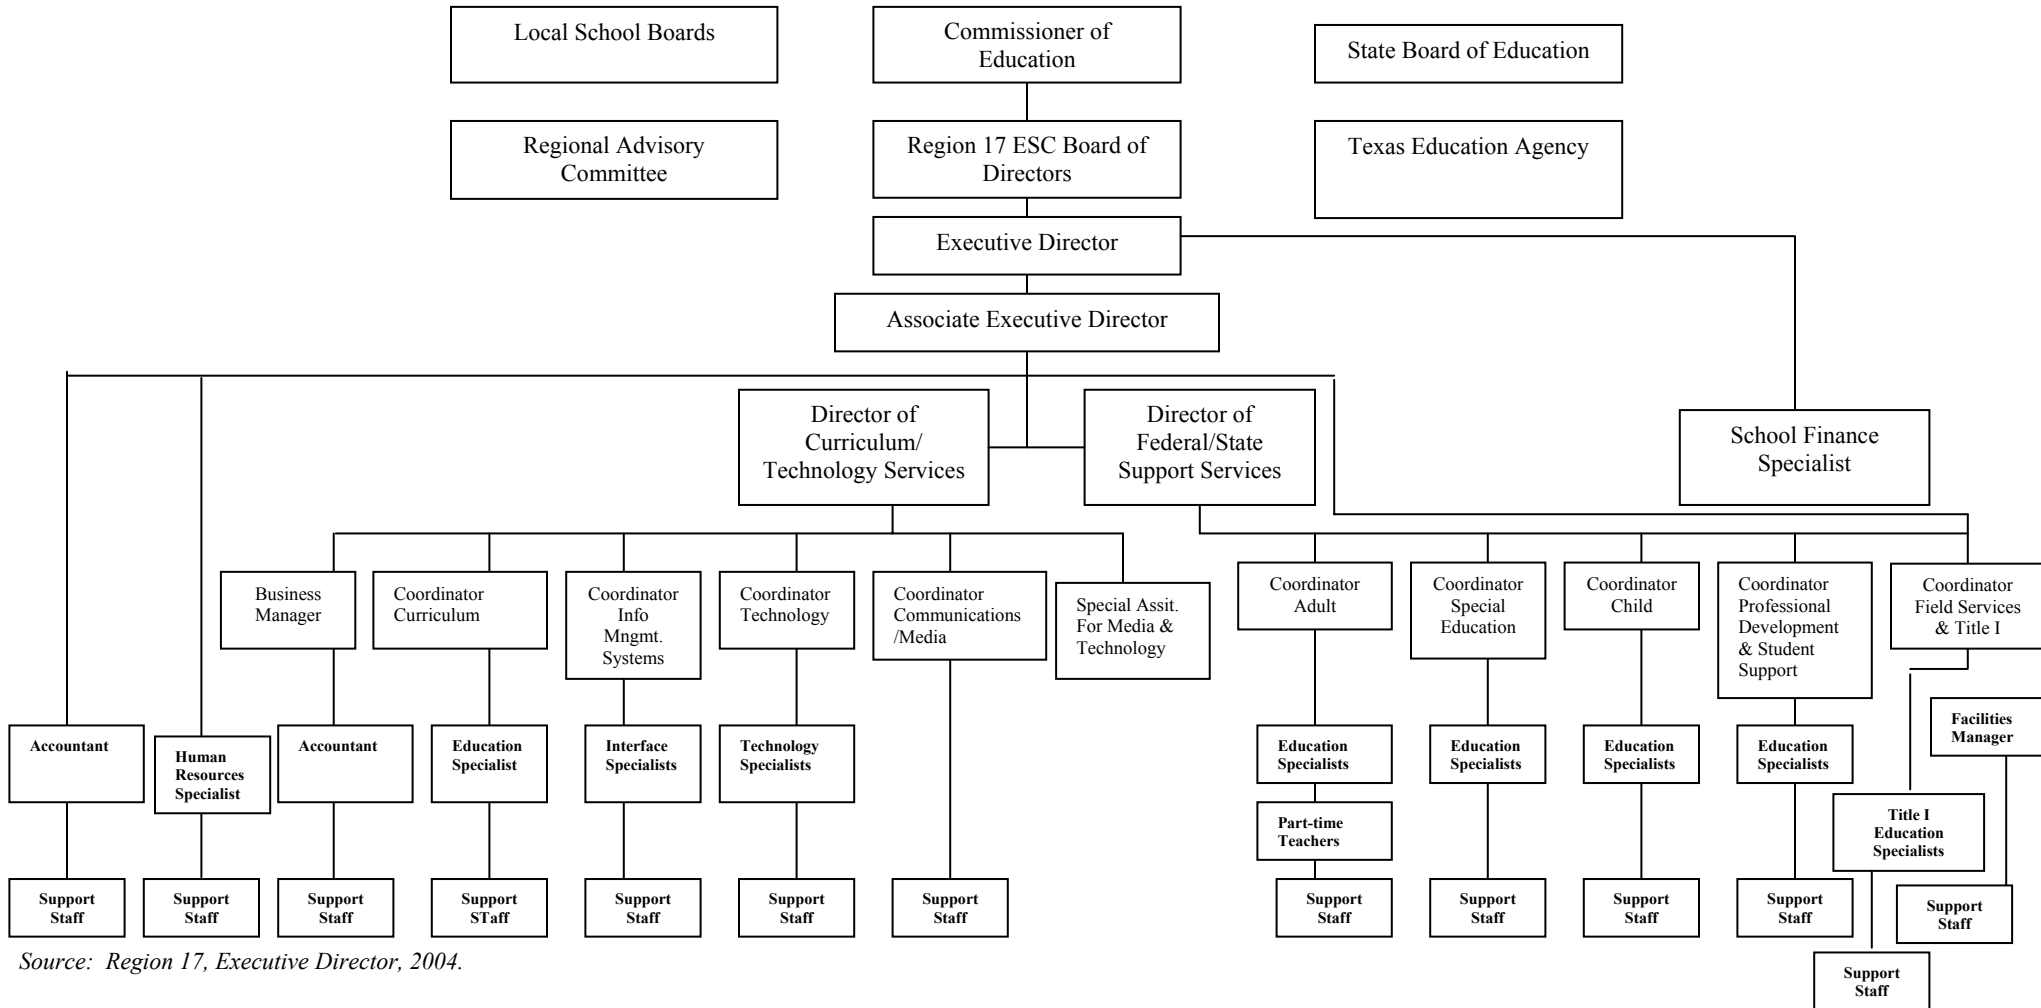 Local School Boards
Commissioner of
Education
State Board of Education
Regional Advisory
Committee
Region 17 ESC Board of
Directors
Texas Education Agency
Executive Director
Associate Executive Director
Director of
Curriculum/
Technology Services
Director of
Federal/State
Support Services
School Finance
Specialist
Business
Manager
Coordinator
Curriculum
Coordinator
Info
Mngmt.
Systems
Coordinator
Technology
Coordinator
Communications
/Media
Special Assit.
For Media &
Technology
Coordinator
Adult
Coordinator
Special
Education
Coordinator
Child
Coordinator
Professional
Development
& Student
Support
Coordinator
Field Services
& Title I
Accountant
Human
Resources
Specialist
Accountant
Education
Specialist
Interface
Specialists
Technology
Specialists
Education
Specialists
Education
Specialists
Education
Specialists
Education
Specialists
Facilities
Manager
Part-time
Teachers
Title I
Education
Specialists
Support
Staff
Support
Staff
Support
Staff
Support
STaff
Support
Staff
Support
Staff
Support
Staff
Support
Staff
Support
Staff
Support
Staff
Support
Staff
Support
Staff
Support
Staff
Source: Region 17, Executive Director, 2004.